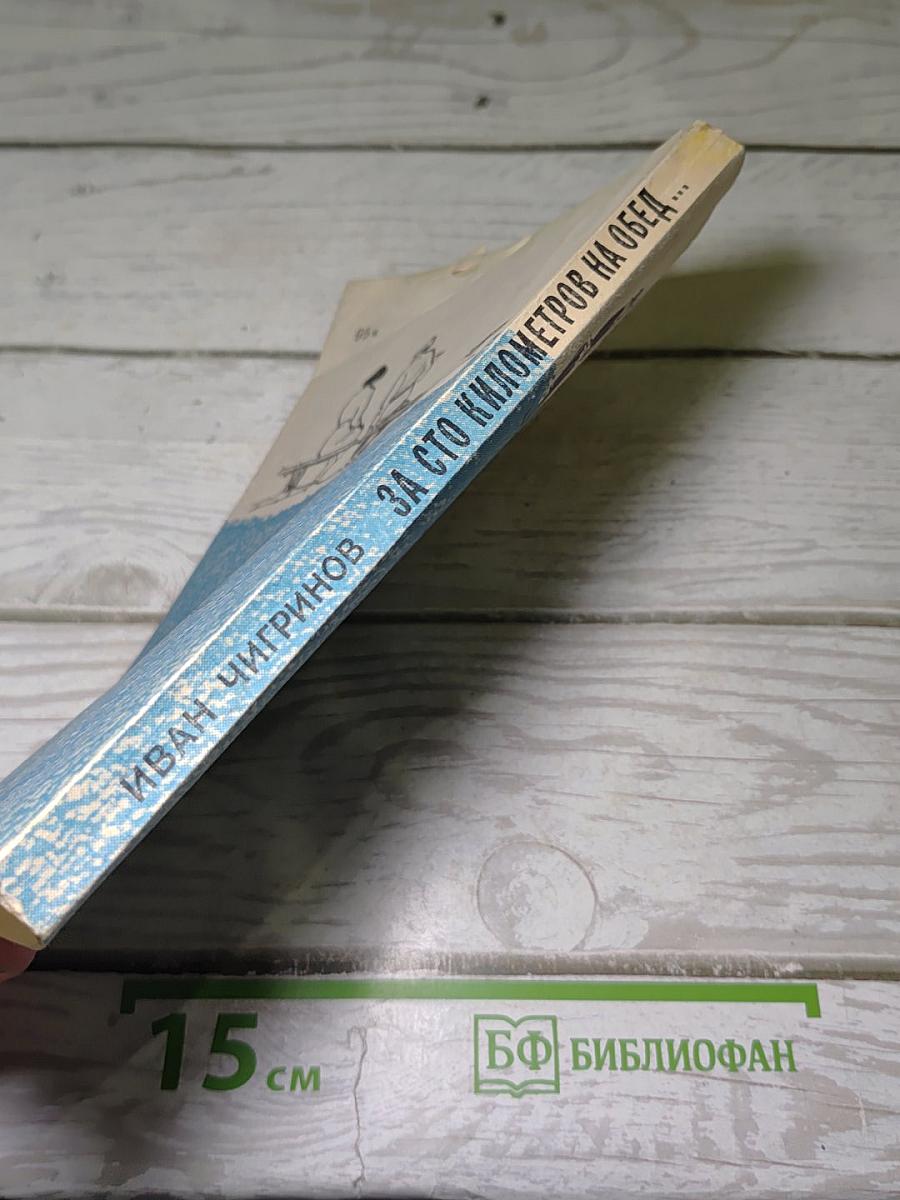 ИВАН ЧИГРИНОВ ЗА СТО КИЛОМЕТРОВ НА ОБЕД...
15 см
БФ БИБЛИОФАН